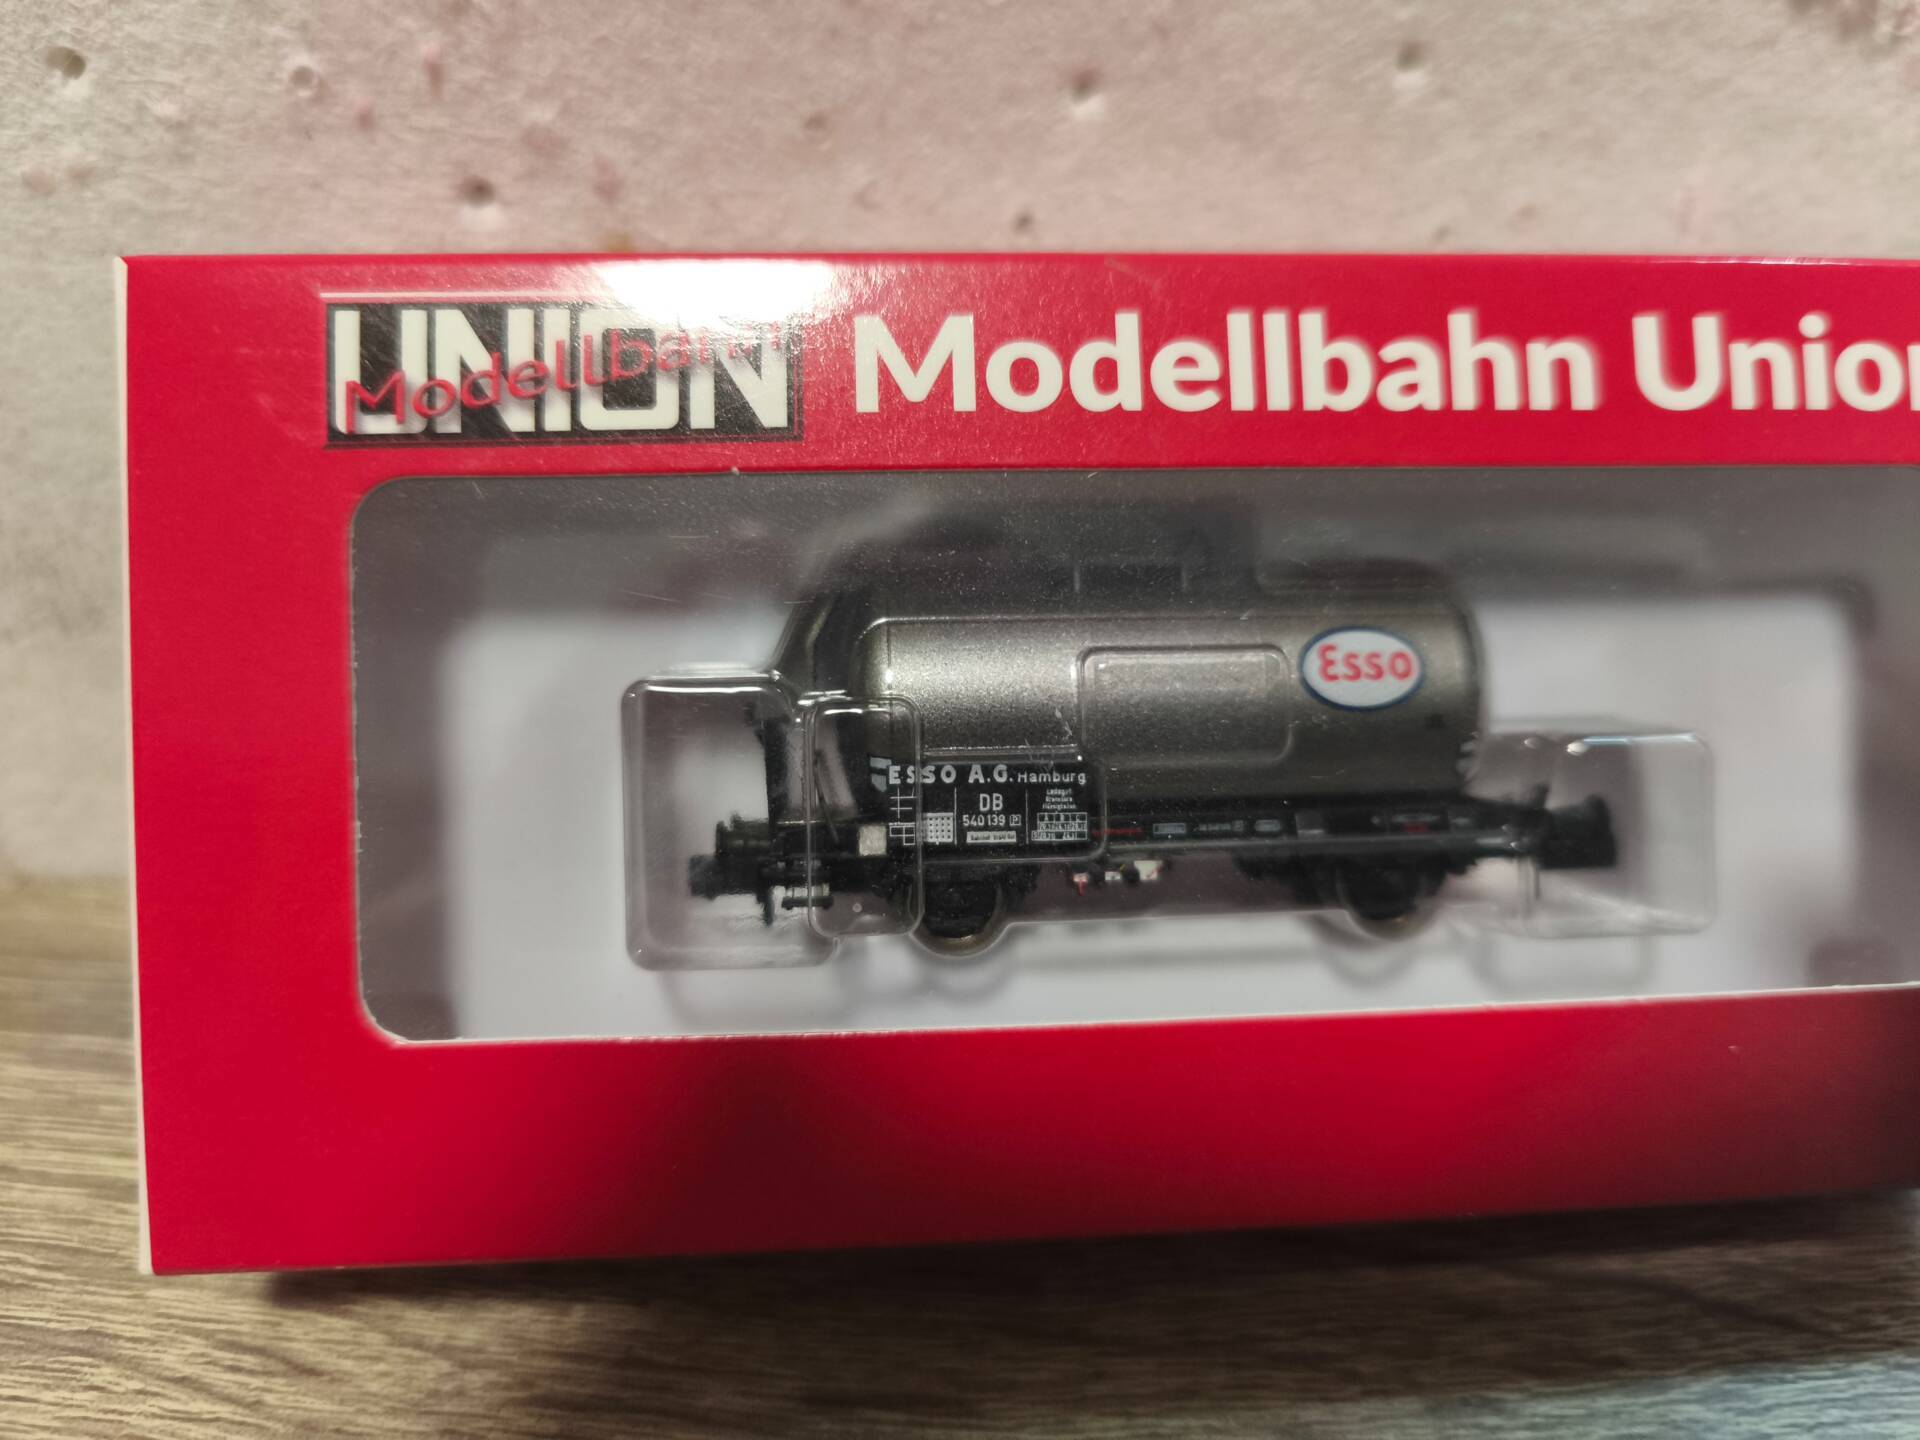 UNION
Modellbahn
Modellbahn Union
Esso
ESSO A.G. Hamburg
DB
540 139 P